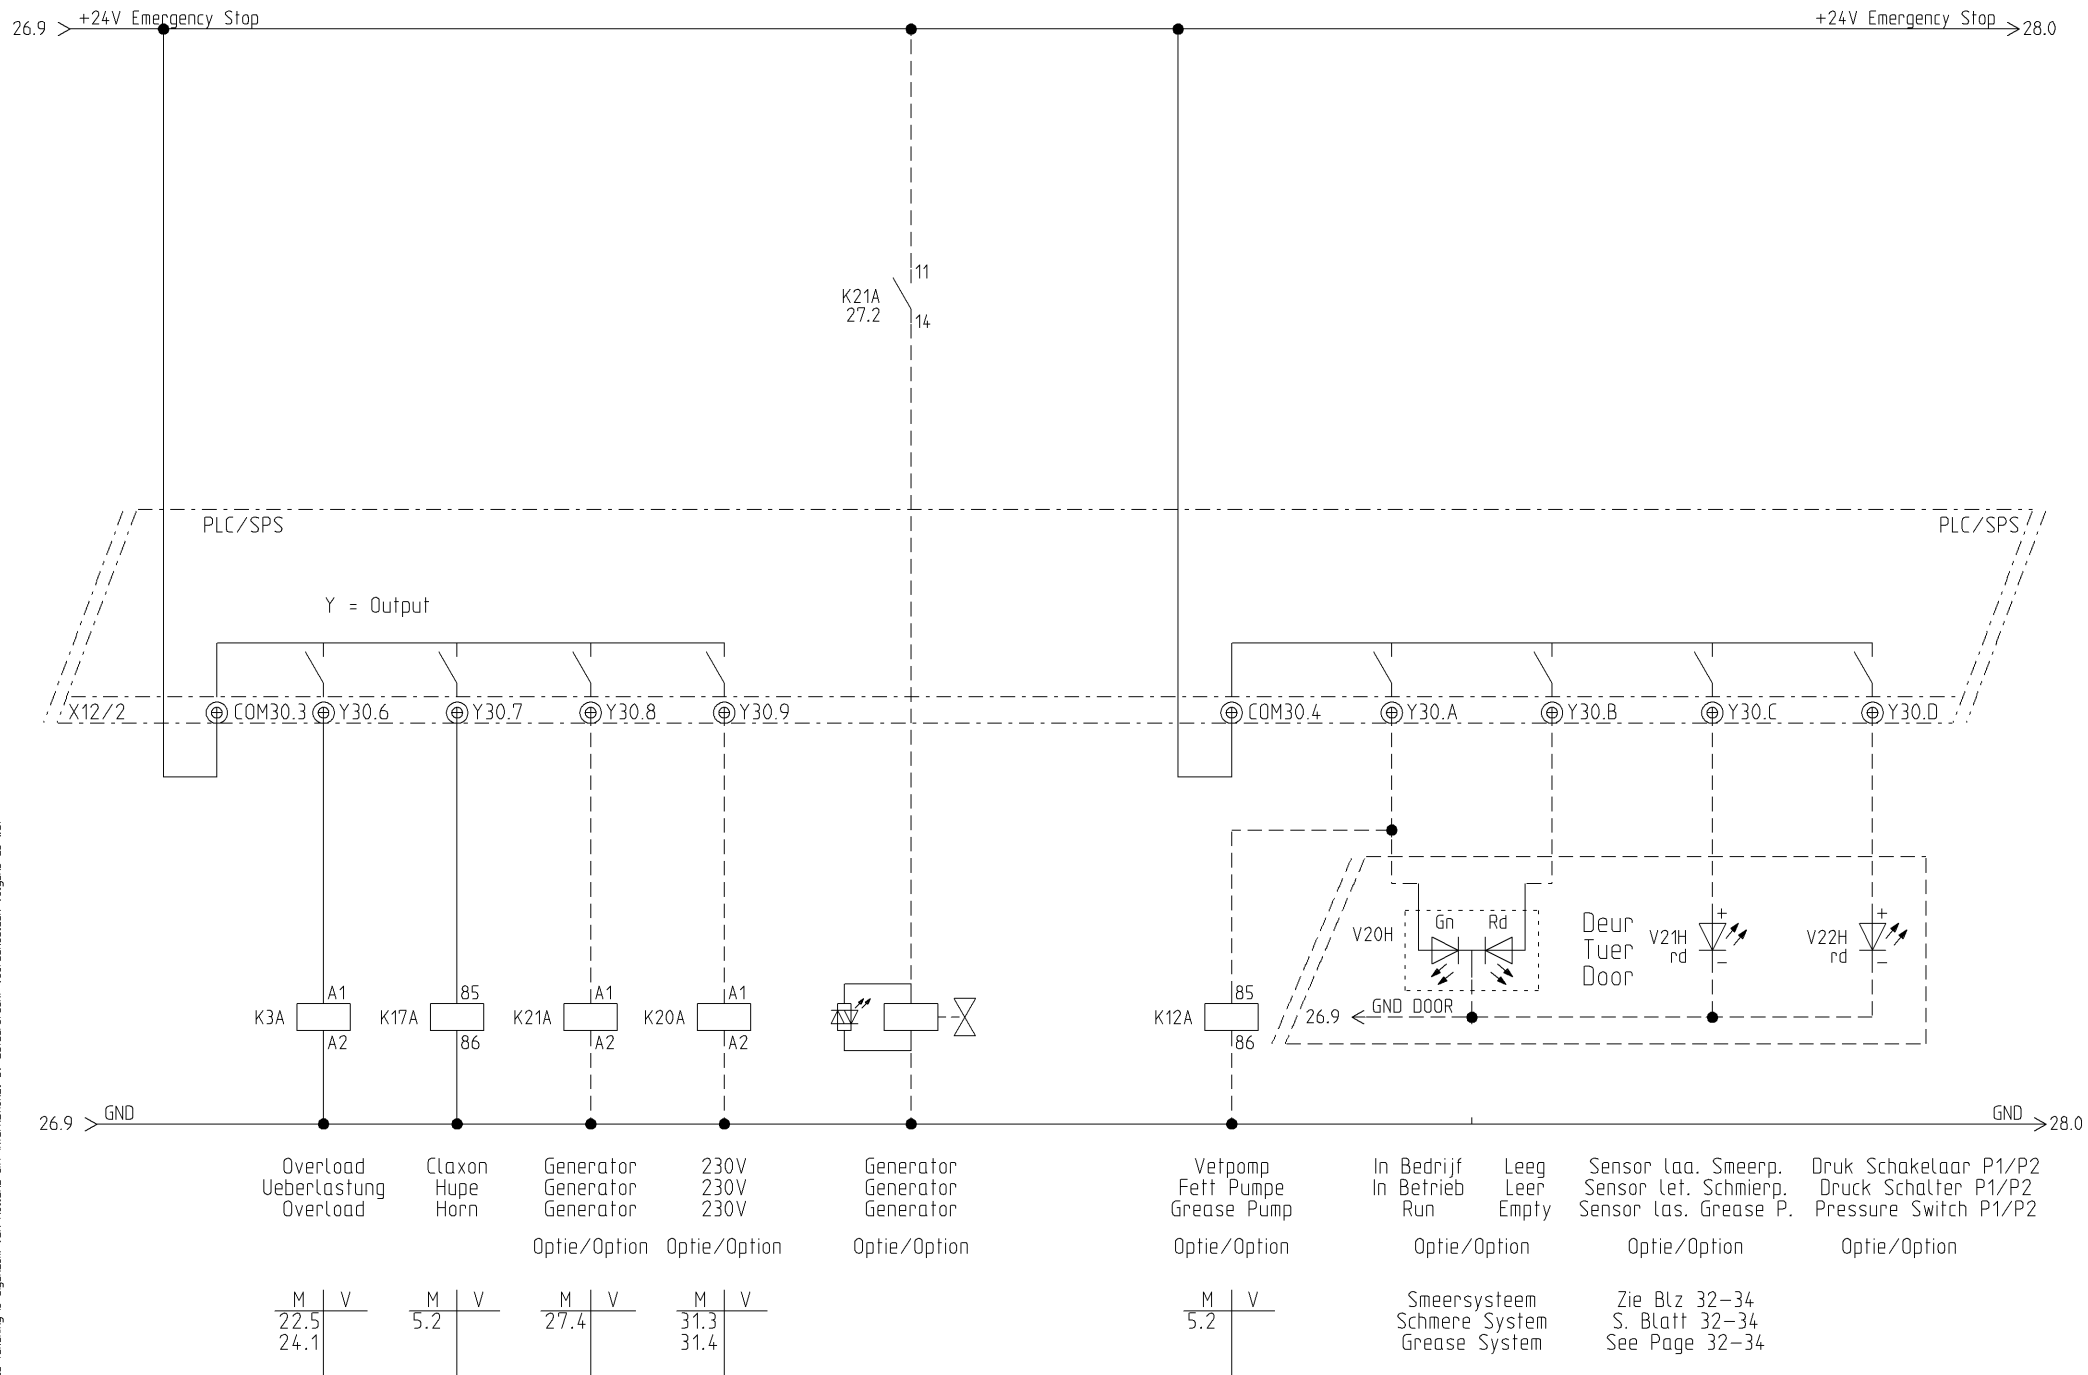 +24V Emergency Stop
+24V Emergency Stop
26.9
28.0
11
K21A
27.2
14
PLC/SPS
PLC/SPS
Y = Output
X12/2
COM30.3
Y30.6
Y30.7
Y30.8
Y30.9
COM30.4
Y30.A
Y30.B
Y30.C
Y30.D
Gn
Rd
V20H
Deur
Tuer
Door
+
V21H
rd
−
+
V22H
rd
−
A1
K3A
A2
85
K17A
86
A1
K21A
A2
A1
K20A
A2
85
K12A
86
26.9
GND DOOR
26.9
GND
GND
28.0
Overload
Ueberlastung
Overload
Claxon
Hupe
Horn
Generator
Generator
Generator
Optie/Option
230V
230V
230V
Optie/Option
Generator
Generator
Generator
Optie/Option
Vetpomp
Fett Pumpe
Grease Pump
Optie/Option
In Bedrijf
In Betrieb
Run
Leeg
Leer
Empty
Optie/Option
Sensor laa. Smeerp.
Sensor let. Schmierp.
Sensor las. Grease P.
Optie/Option
Druk Schakelaar P1/P2
Druck Schalter P1/P2
Pressure Switch P1/P2
Optie/Option
M V
22.5
24.1
M V
5.2
M V
27.4
M V
31.3
31.4
M V
5.2
Smeersysteem
Schmere System
Grease System
Zie Blz 32-34
S. Blatt 32-34
See Page 32-34